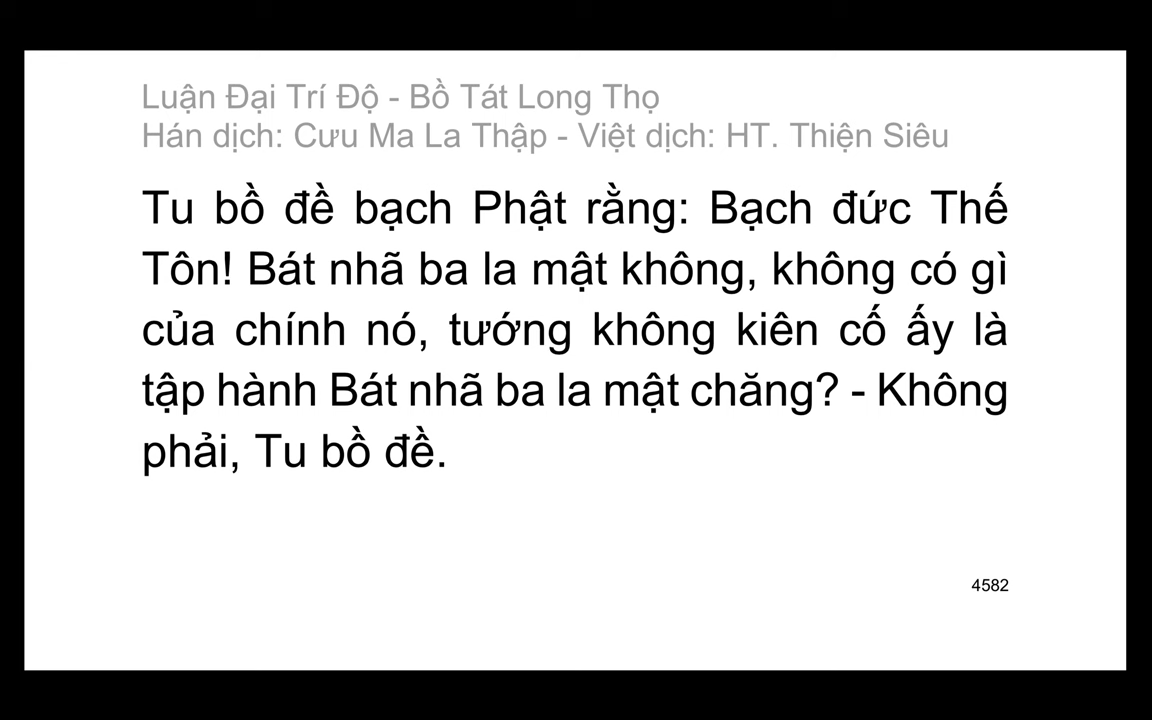 Luận Đại Trí Độ - Bồ Tát Long Thọ
Hán dịch: Cưu Ma La Thập - Việt dịch: HT. Thiện Siêu
Tu bồ đề bạch Phật rằng: Bạch đức Thế
Tôn! Bát nhã ba la mật không, không có gì
của chính nó, tướng không kiên cố ấy là
tập hành Bát nhã ba la mật chăng? - Không
phải, Tu bồ đề.
4582